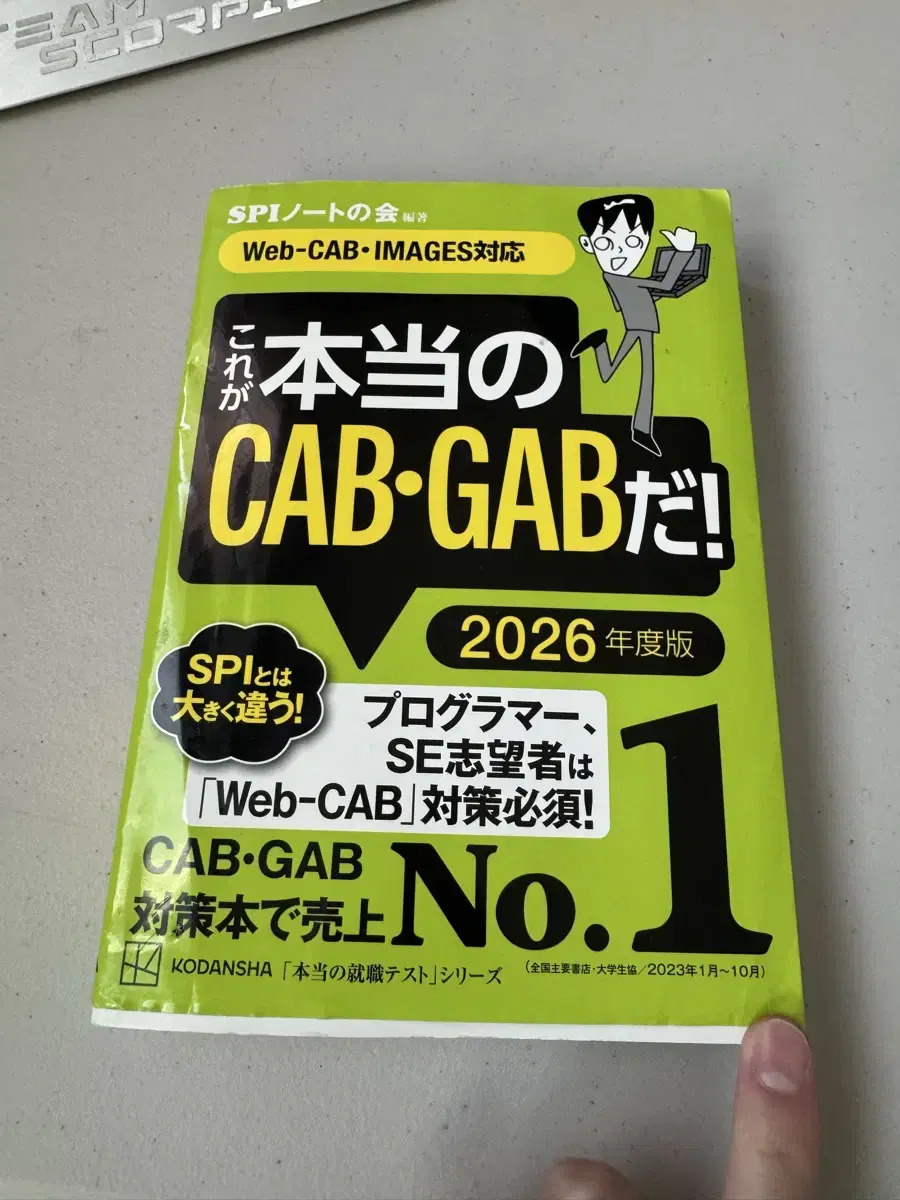 TEAM
SCORPIO
SPIノートの会 編著
Web-CAB・IMAGES対応
これが
本当の
CAB・GABだ!
2026年度版
SPIとは
大きく違う!
プログラマー、
SE志望者は
「Web-CAB」対策必須!
CAB・GAB
対策本で売上
No.1
KODANSHA 「本当の就職テスト」シリーズ
(全国主要書店・大学生協/2023年1月~10月)